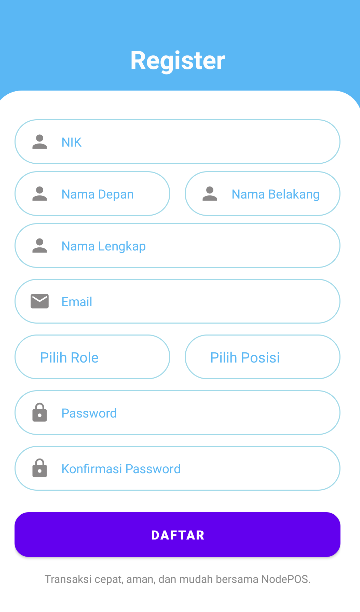 Register
NIK
Nama Depan
Nama Belakang
Nama Lengkap
Email
Pilih Role
Pilih Posisi
Password
Konfirmasi Password
DAFTAR
Transaksi cepat, aman, dan mudah bersama NodePOS.